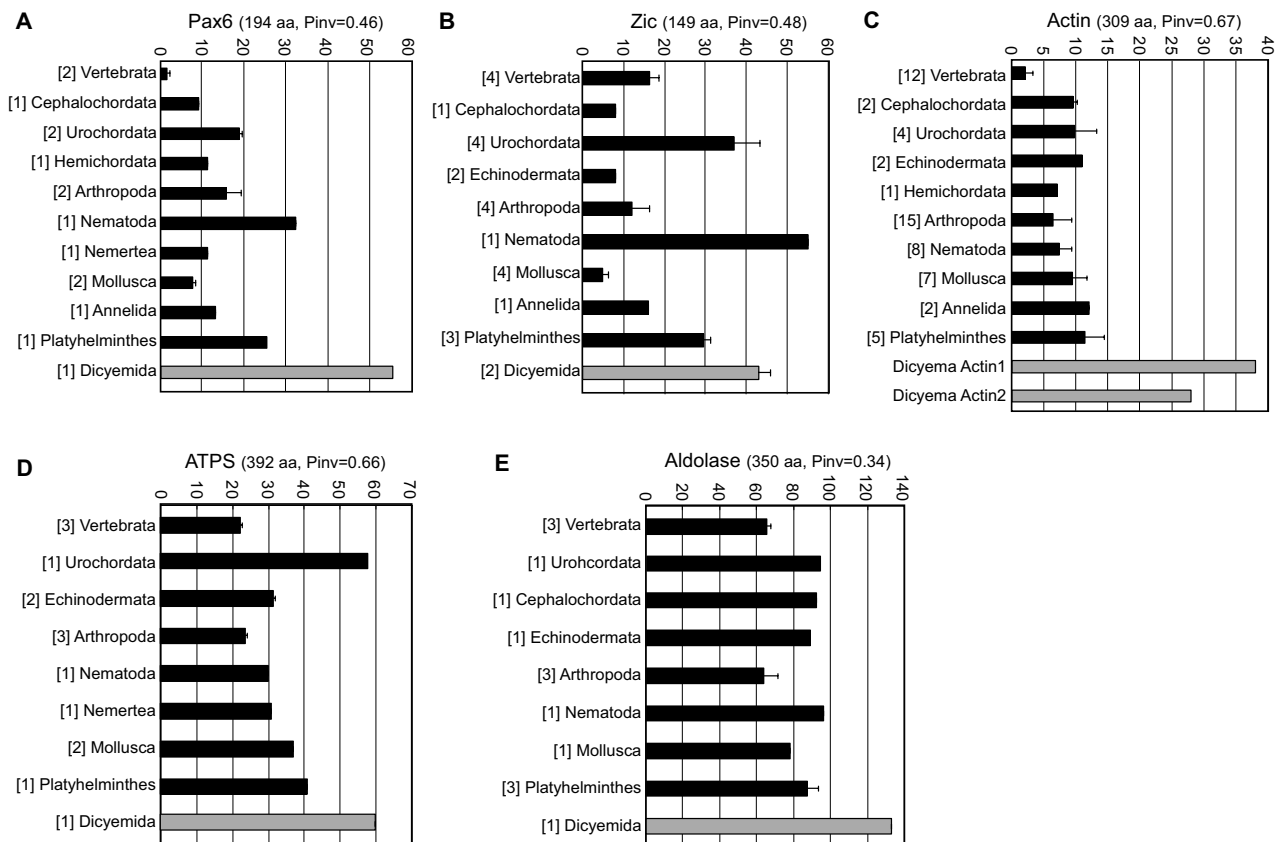 A
Pax6 (194 aa, Pinv=0.46)
0 10 20 30 40 50 60
[2] Vertebrata
[1] Cephalochordata
[2] Urochordata
[1] Hemichordata
[2] Arthropoda
[1] Nematoda
[1] Nemertea
[2] Mollusca
[1] Annelida
[1] Platyhelminthes
[1] Dicyemida
B
Zic (149 aa, Pinv=0.48)
0 10 20 30 40 50 60
[4] Vertebrata
[1] Cephalochordata
[4] Urochordata
[2] Echinodermata
[4] Arthropoda
[1] Nematoda
[4] Mollusca
[1] Annelida
[3] Platyhelminthes
[2] Dicyemida
C
Actin (309 aa, Pinv=0.67)
0 5 10 15 20 25 30 35 40
[12] Vertebrata
[2] Cephalochordata
[4] Urochordata
[2] Echinodermata
[1] Hemichordata
[15] Arthropoda
[8] Nematoda
[7] Mollusca
[2] Annelida
[5] Platyhelminthes
Dicyema Actin1
Dicyema Actin2
D
ATPS (392 aa, Pinv=0.66)
0 10 20 30 40 50 60 70
[3] Vertebrata
[1] Urochordata
[2] Echinodermata
[3] Arthropoda
[1] Nematoda
[1] Nemertea
[2] Mollusca
[1] Platyhelminthes
[1] Dicyemida
E
Aldolase (350 aa, Pinv=0.34)
0 20 40 60 80 100 120 140
[3] Vertebrata
[1] Urohcordata
[1] Cephalochordata
[1] Echinodermata
[3] Arthropoda
[1] Nematoda
[1] Mollusca
[3] Platyhelminthes
[1] Dicyemida